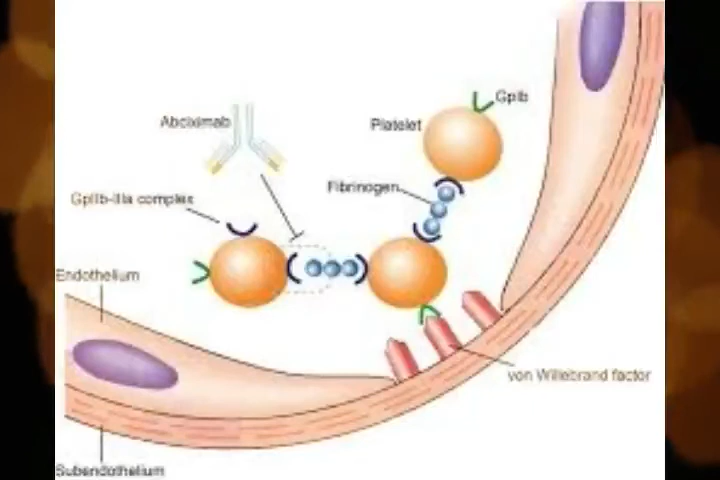 GpIb
Abciximab
Platelet
Fibrinogen
GpIIb-IIIa complex
Endothelium
von Willebrand factor
Subendothelium